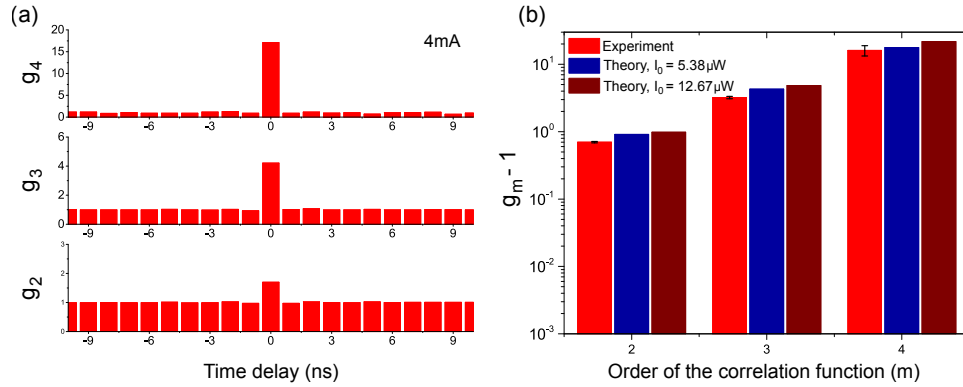 (a)
4mA
g4
20
15
10
5
0
-9 -6 -3 0 3 6 9
g3
6
4
2
0
-9 -6 -3 0 3 6 9
g2
3
2
1
0
-9 -6 -3 0 3 6 9
Time delay (ns)
(b)
Experiment
Theory, I0 = 5.38µW
Theory, I0 = 12.67µW
gm- 1
10^1
10^0
10^-1
10^-2
10^-3
2 3 4
Order of the correlation function (m)